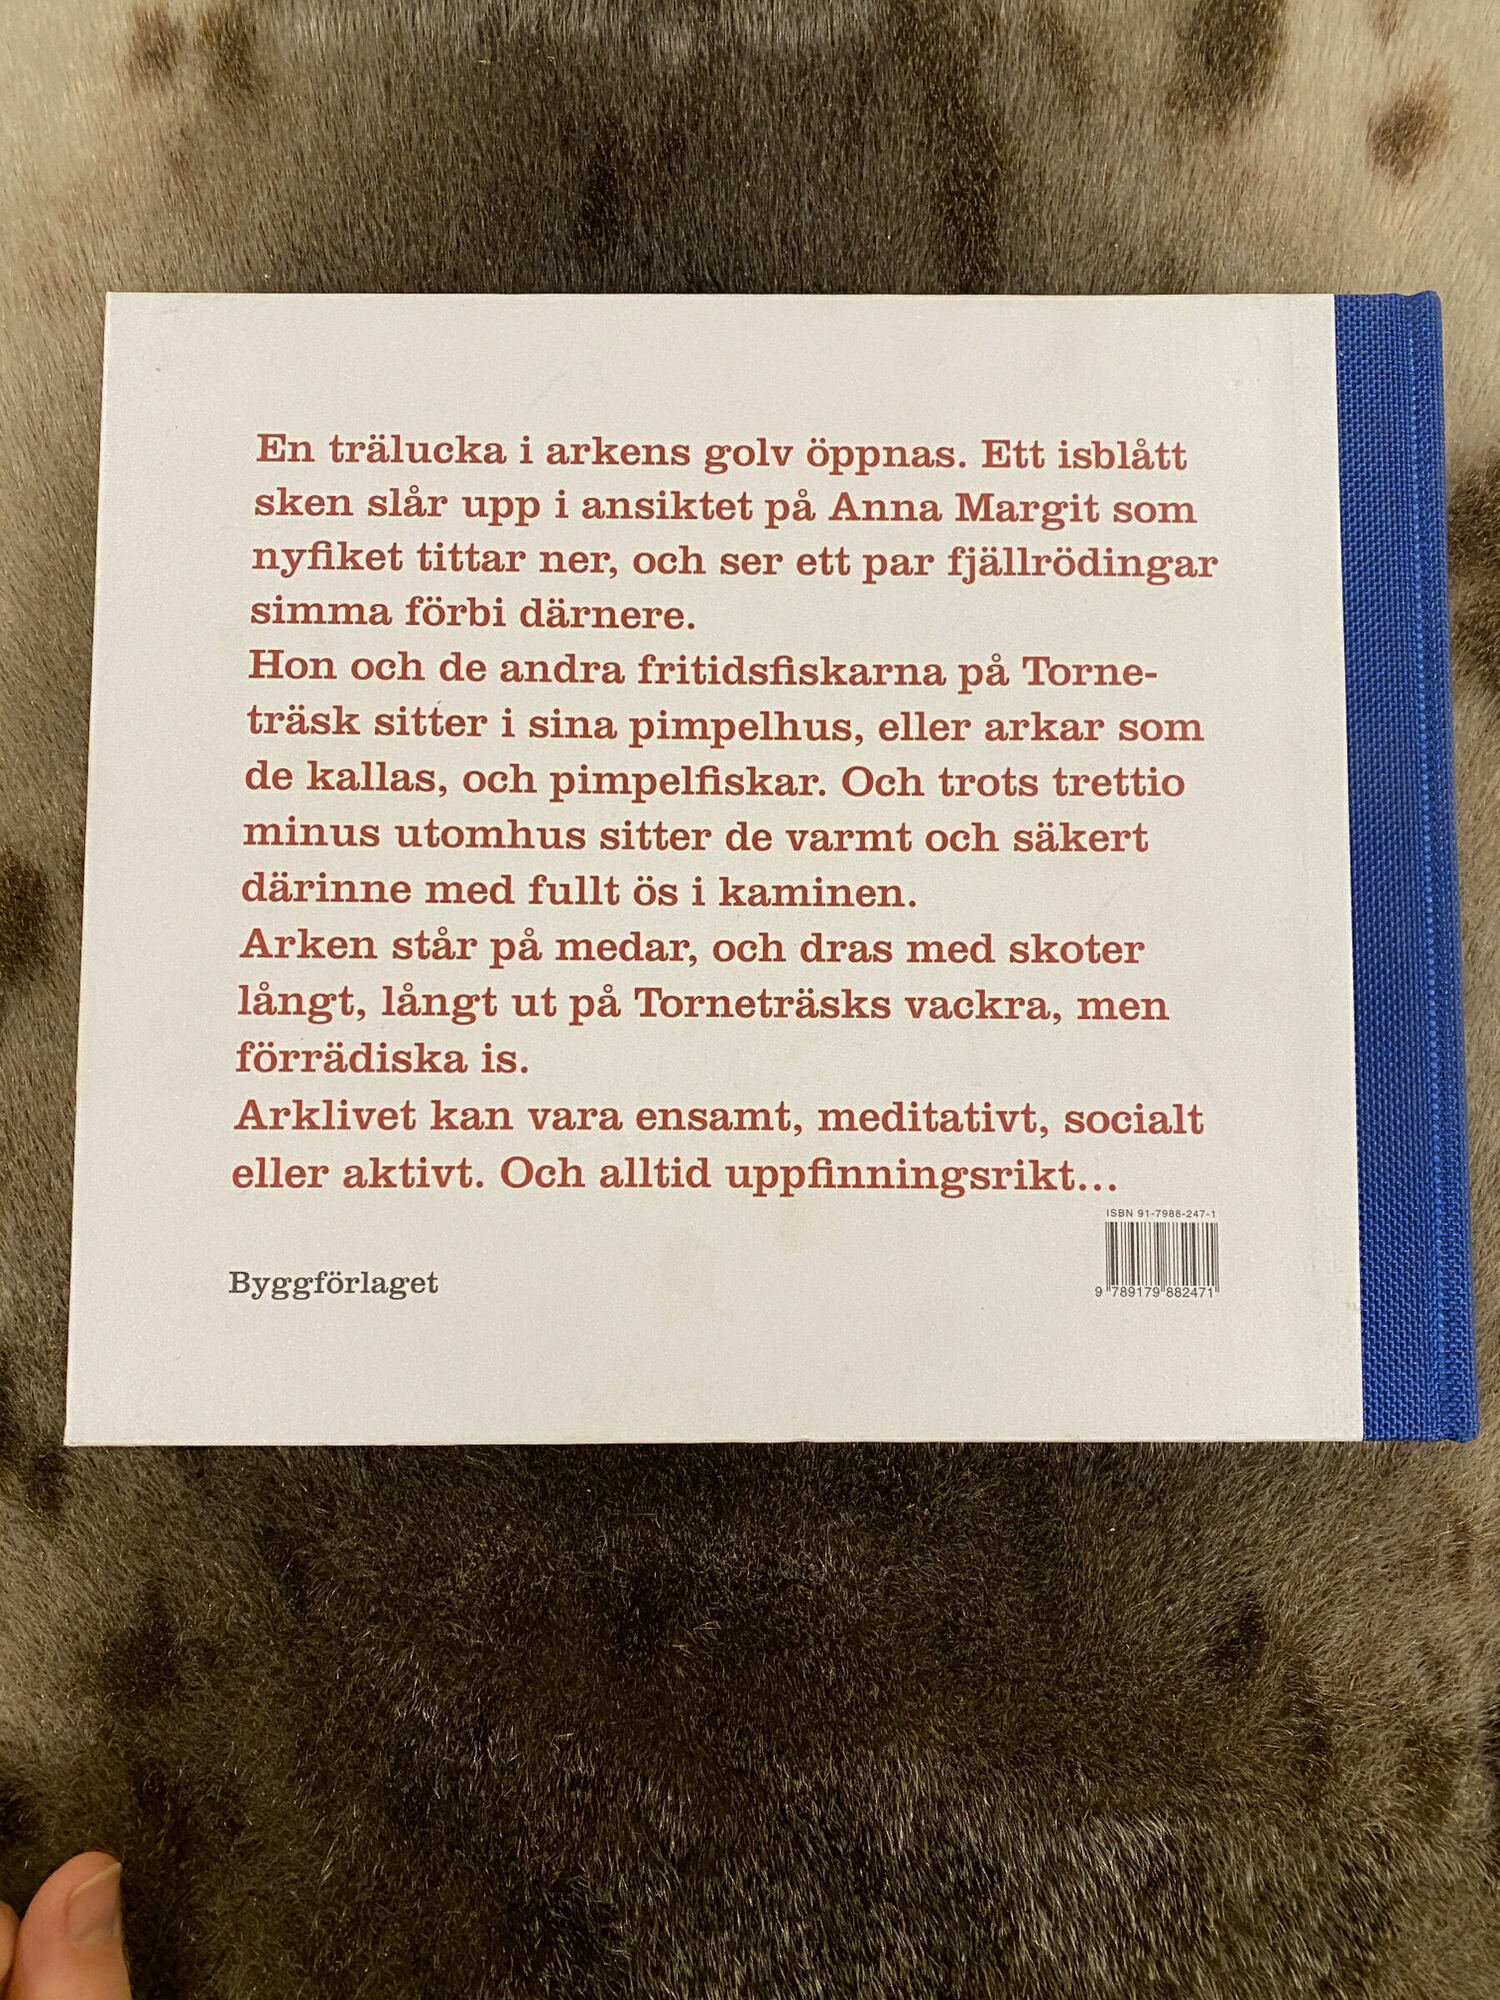 En trälucka i arkens golv öppnas. Ett isblått
sken slår upp i ansiktet på Anna Margit som
nyfiket tittar ner, och ser ett par fjällrödingar
simma förbi därnere.
Hon och de andra fritidsfiskarna på Torne-
träsk sitter i sina pimpelhus, eller arkar som
de kallas, och pimpelfiskar. Och trots trettio
minus utomhus sitter de varmt och säkert
därinne med fullt ös i kaminen.
Arken står på medar, och dras med skoter
långt, långt ut på Torneträsks vackra, men
förrädiska is.
Arklivet kan vara ensamt, meditativt, socialt
eller aktivt. Och alltid uppfinningsrikt...
ISBN 91-7988-247-1
Byggförlaget
9 789179 882471